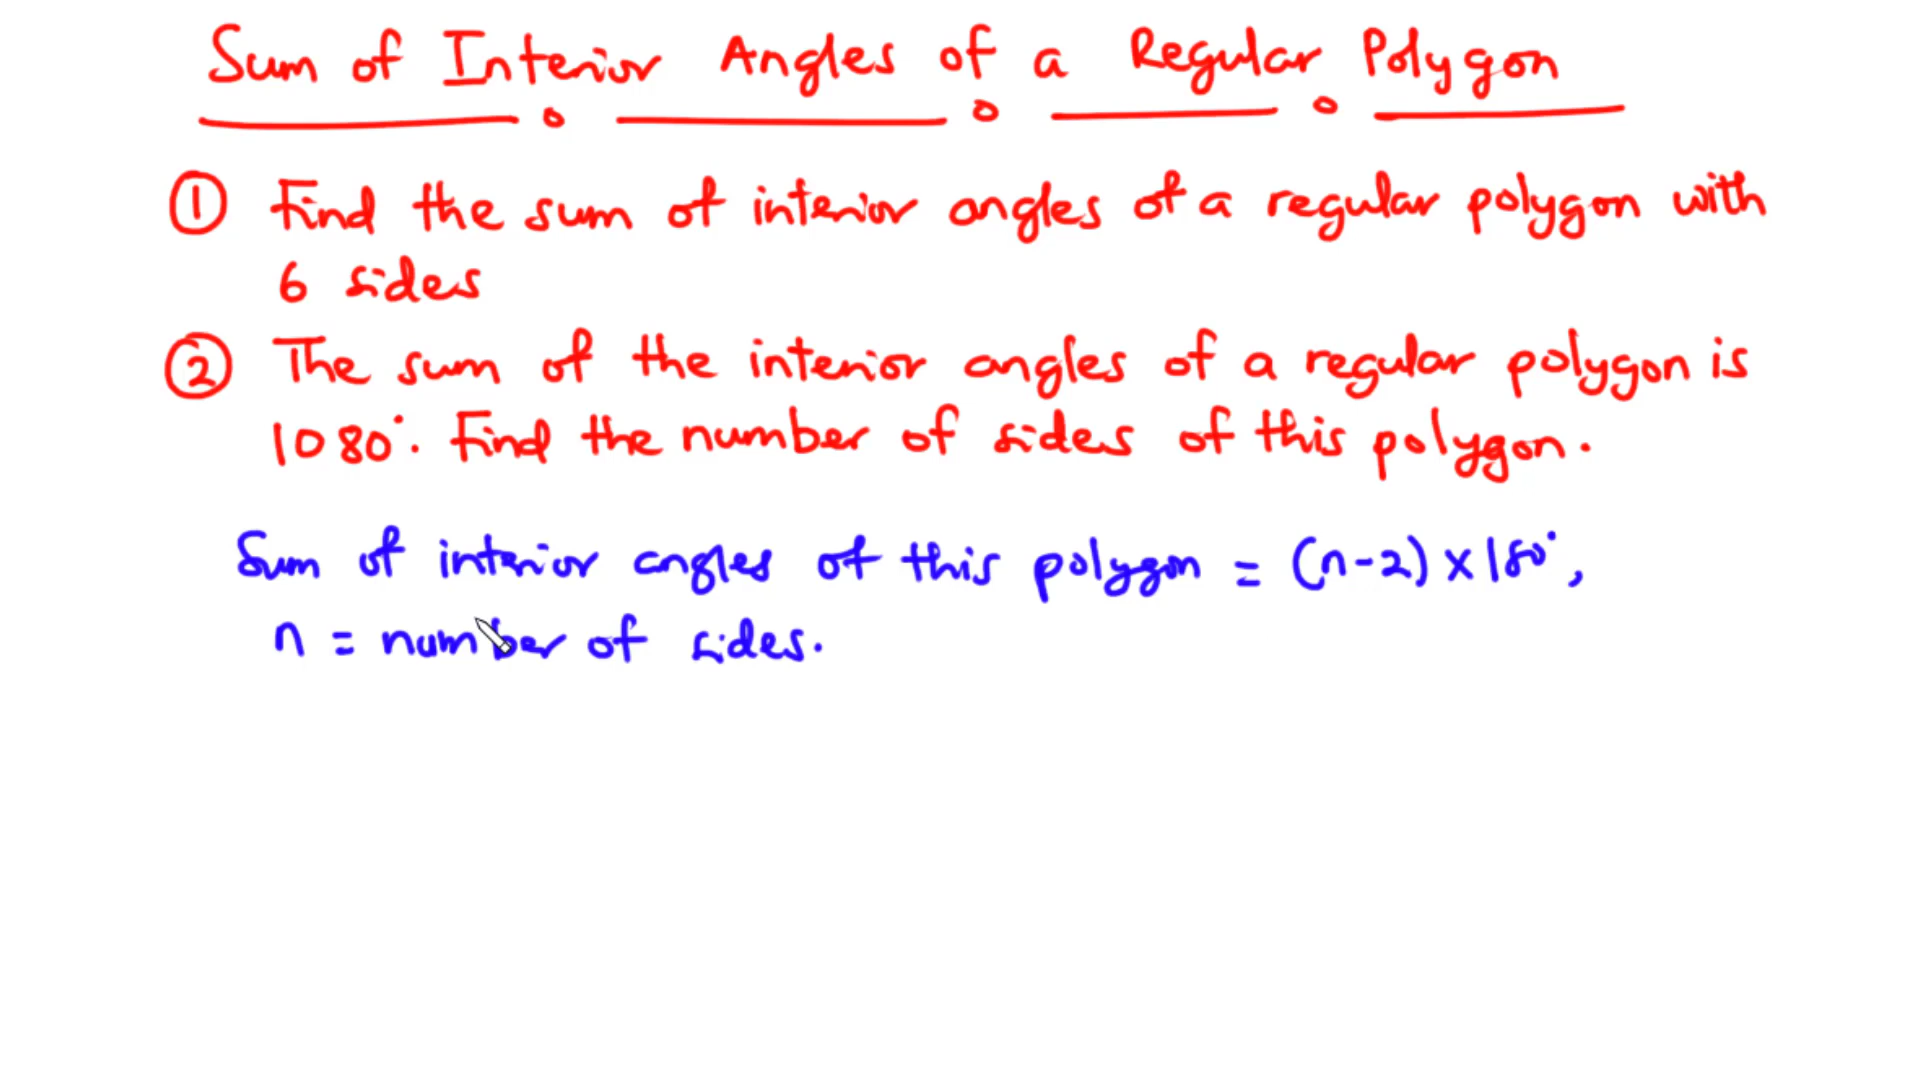 Sum of Interior Angles of a Regular Polygon
① Find the sum of interior angles of a regular polygon with
6 sides
② The sum of the interior angles of a regular polygon is
1080°. Find the number of sides of this polygon.
Sum of interior angles of this polygon = (n-2) x 180°,
n = number of sides.